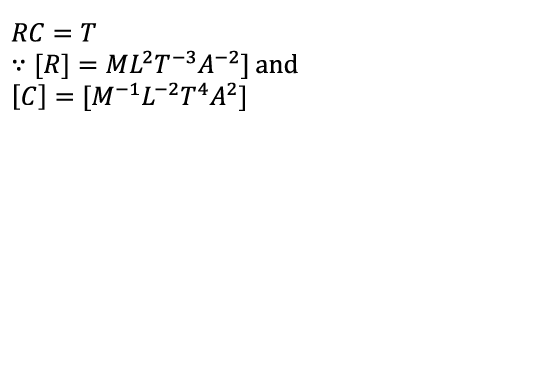 RC = T
∵ [R] = ML²T⁻³A⁻²] and
[C] = [M⁻¹L⁻²T⁴A²]